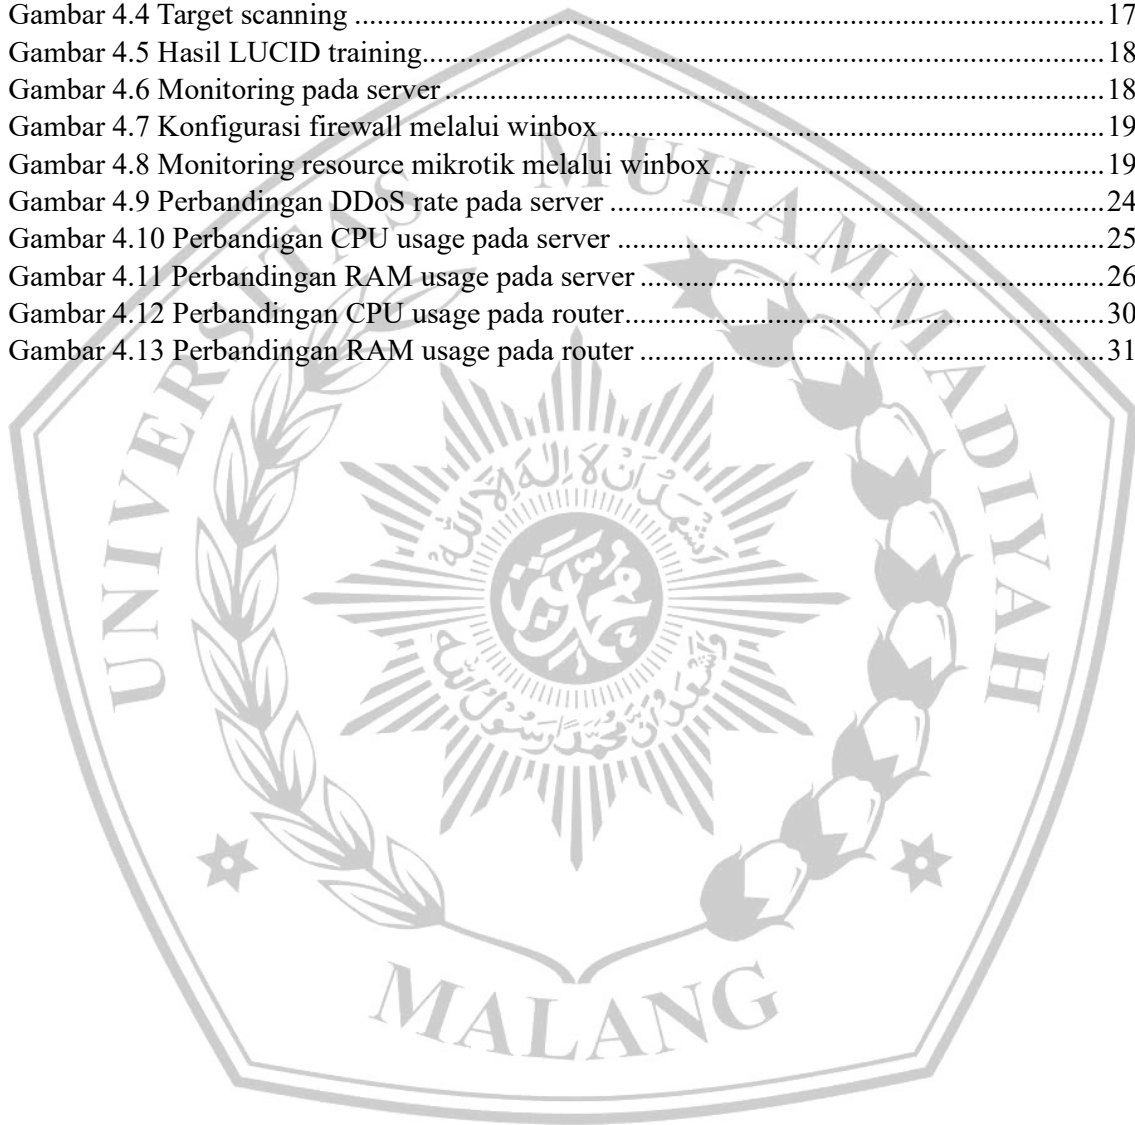 Gambar 4.4 Target scanning ........................................................................................................ 17
Gambar 4.5 Hasil LUCID training............................................................................................... 18
Gambar 4.6 Monitoring pada server ............................................................................................ 18
Gambar 4.7 Konfigurasi firewall melalui winbox ....................................................................... 19
Gambar 4.8 Monitoring resource mikrotik melalui winbox ........................................................ 19
Gambar 4.9 Perbandingan DDoS rate pada server ...................................................................... 24
Gambar 4.10 Perbandigan CPU usage pada server ..................................................................... 25
Gambar 4.11 Perbandingan RAM usage pada server .................................................................. 26
Gambar 4.12 Perbandingan CPU usage pada router.................................................................... 30
Gambar 4.13 Perbandingan RAM usage pada router .................................................................. 31
UNIVERSITAS MUHAMMADIYAH
MALANG